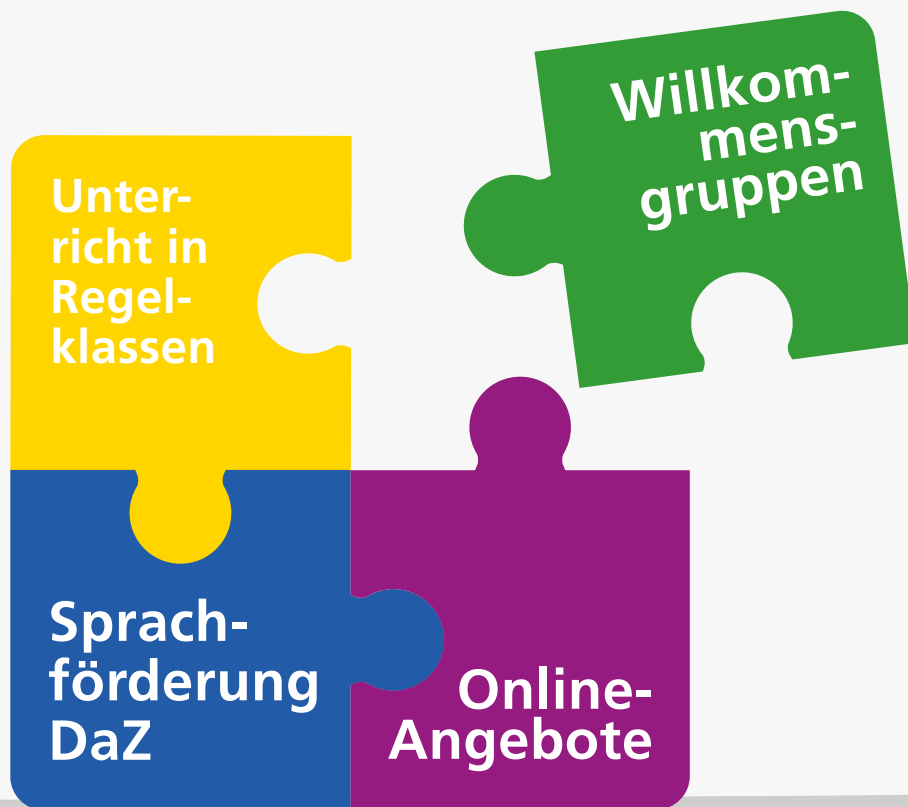 Unter-
richt in
Regel-
klassen
Willkom-
mens-
gruppen
Sprach-
förderung
DaZ
Online-
Angebote